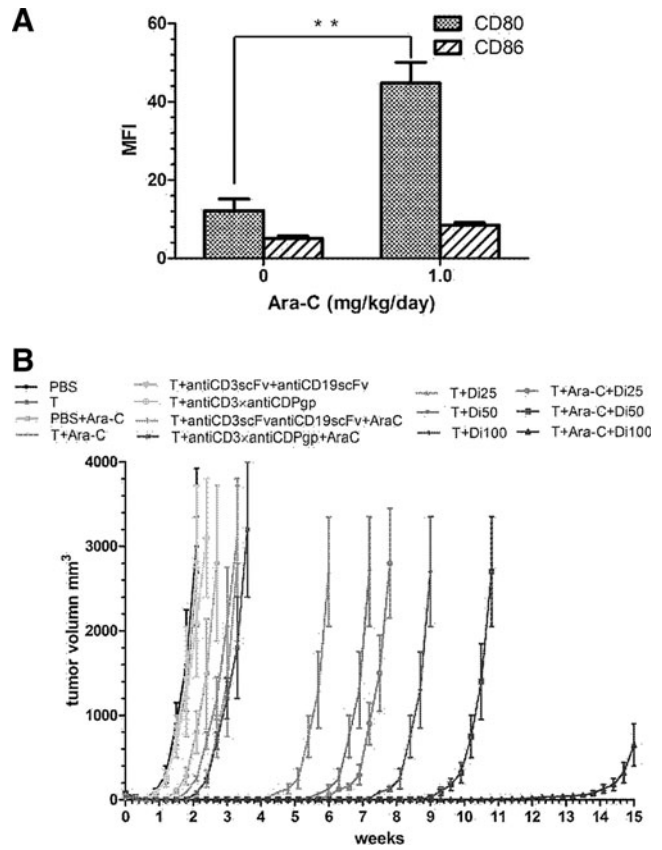 A
60
40
20
0
MFI
* *
CD80
CD86
0 1.0
Ara-C (mg/kg/day)
B
PBS
T
PBS+Ara-C
T+Ara-C
T+antiCD3scFv+antiCD19scFv
T+antiCD3×antiCDPgp
T+antiCD3scFvantiCD19scFv+AraC
T+antiCD3×antiCDPgp+AraC
T+Di25
T+Di50
T+Di100
T+Ara-C+Di25
T+Ara-C+Di50
T+Ara-C+Di100
4000
3000
2000
1000
0
tumor volumn mm³
0 1 2 3 4 5 6 7 8 9 10 11 12 13 14 15
weeks